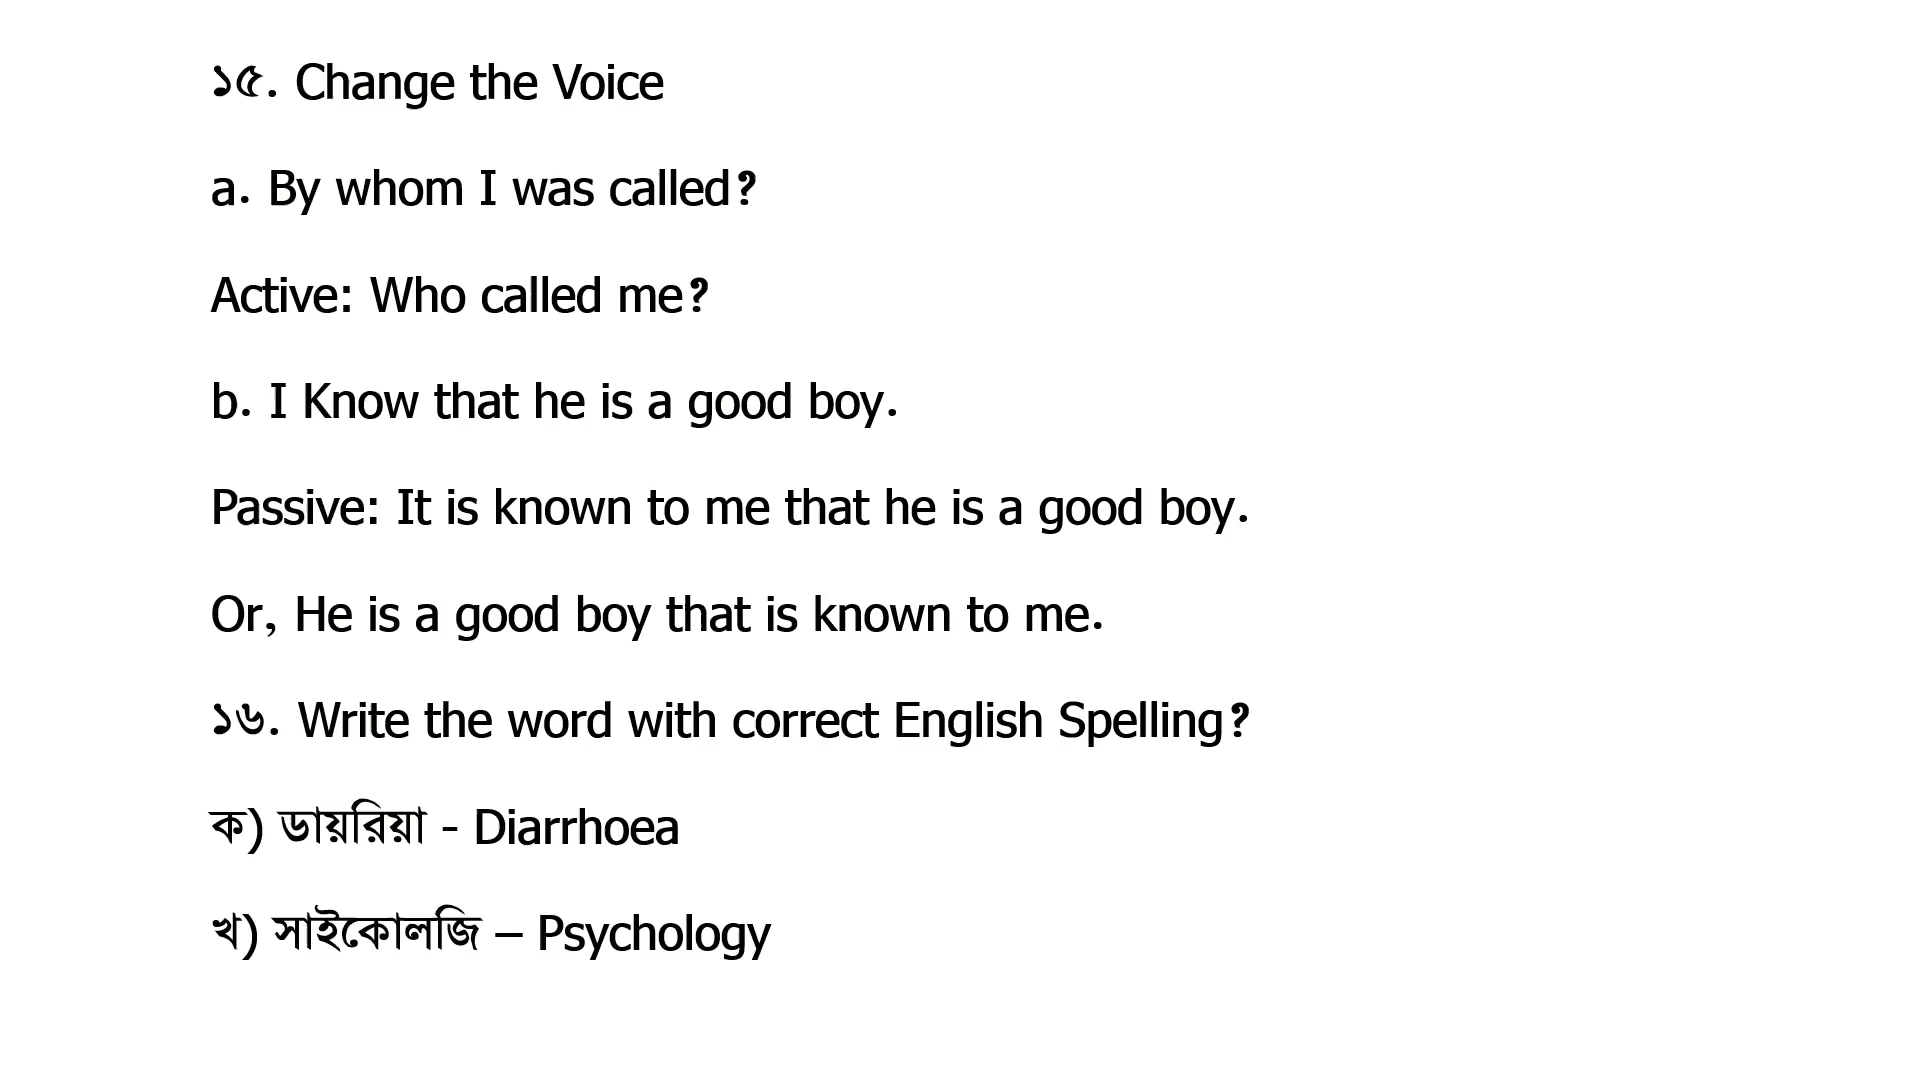 ১৫. Change the Voice
a. By whom I was called?
Active: Who called me?
b. I Know that he is a good boy.
Passive: It is known to me that he is a good boy.
Or, He is a good boy that is known to me.
১৬. Write the word with correct English Spelling?
ক) ডায়রিয়া - Diarrhoea
খ) সাইকোলজি – Psychology